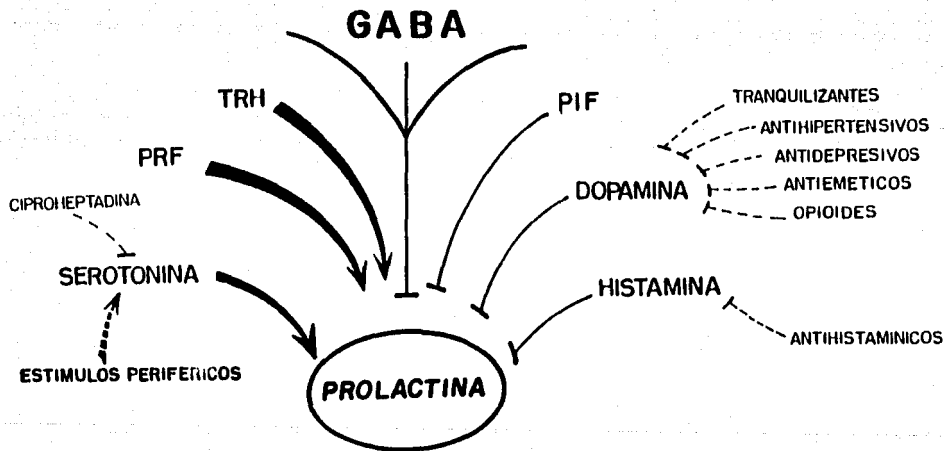 GABA
TRH
PIF
PRF
TRANQUILIZANTES
ANTIHIPERTENSIVOS
ANTIDEPRESIVOS
ANTIEMETICOS
OPIOIDES
DOPAMINA
CIPROHEPTADINA
SEROTONINA
HISTAMINA
ANTIHISTAMINICOS
ESTIMULOS PERIFERICOS
PROLACTINA